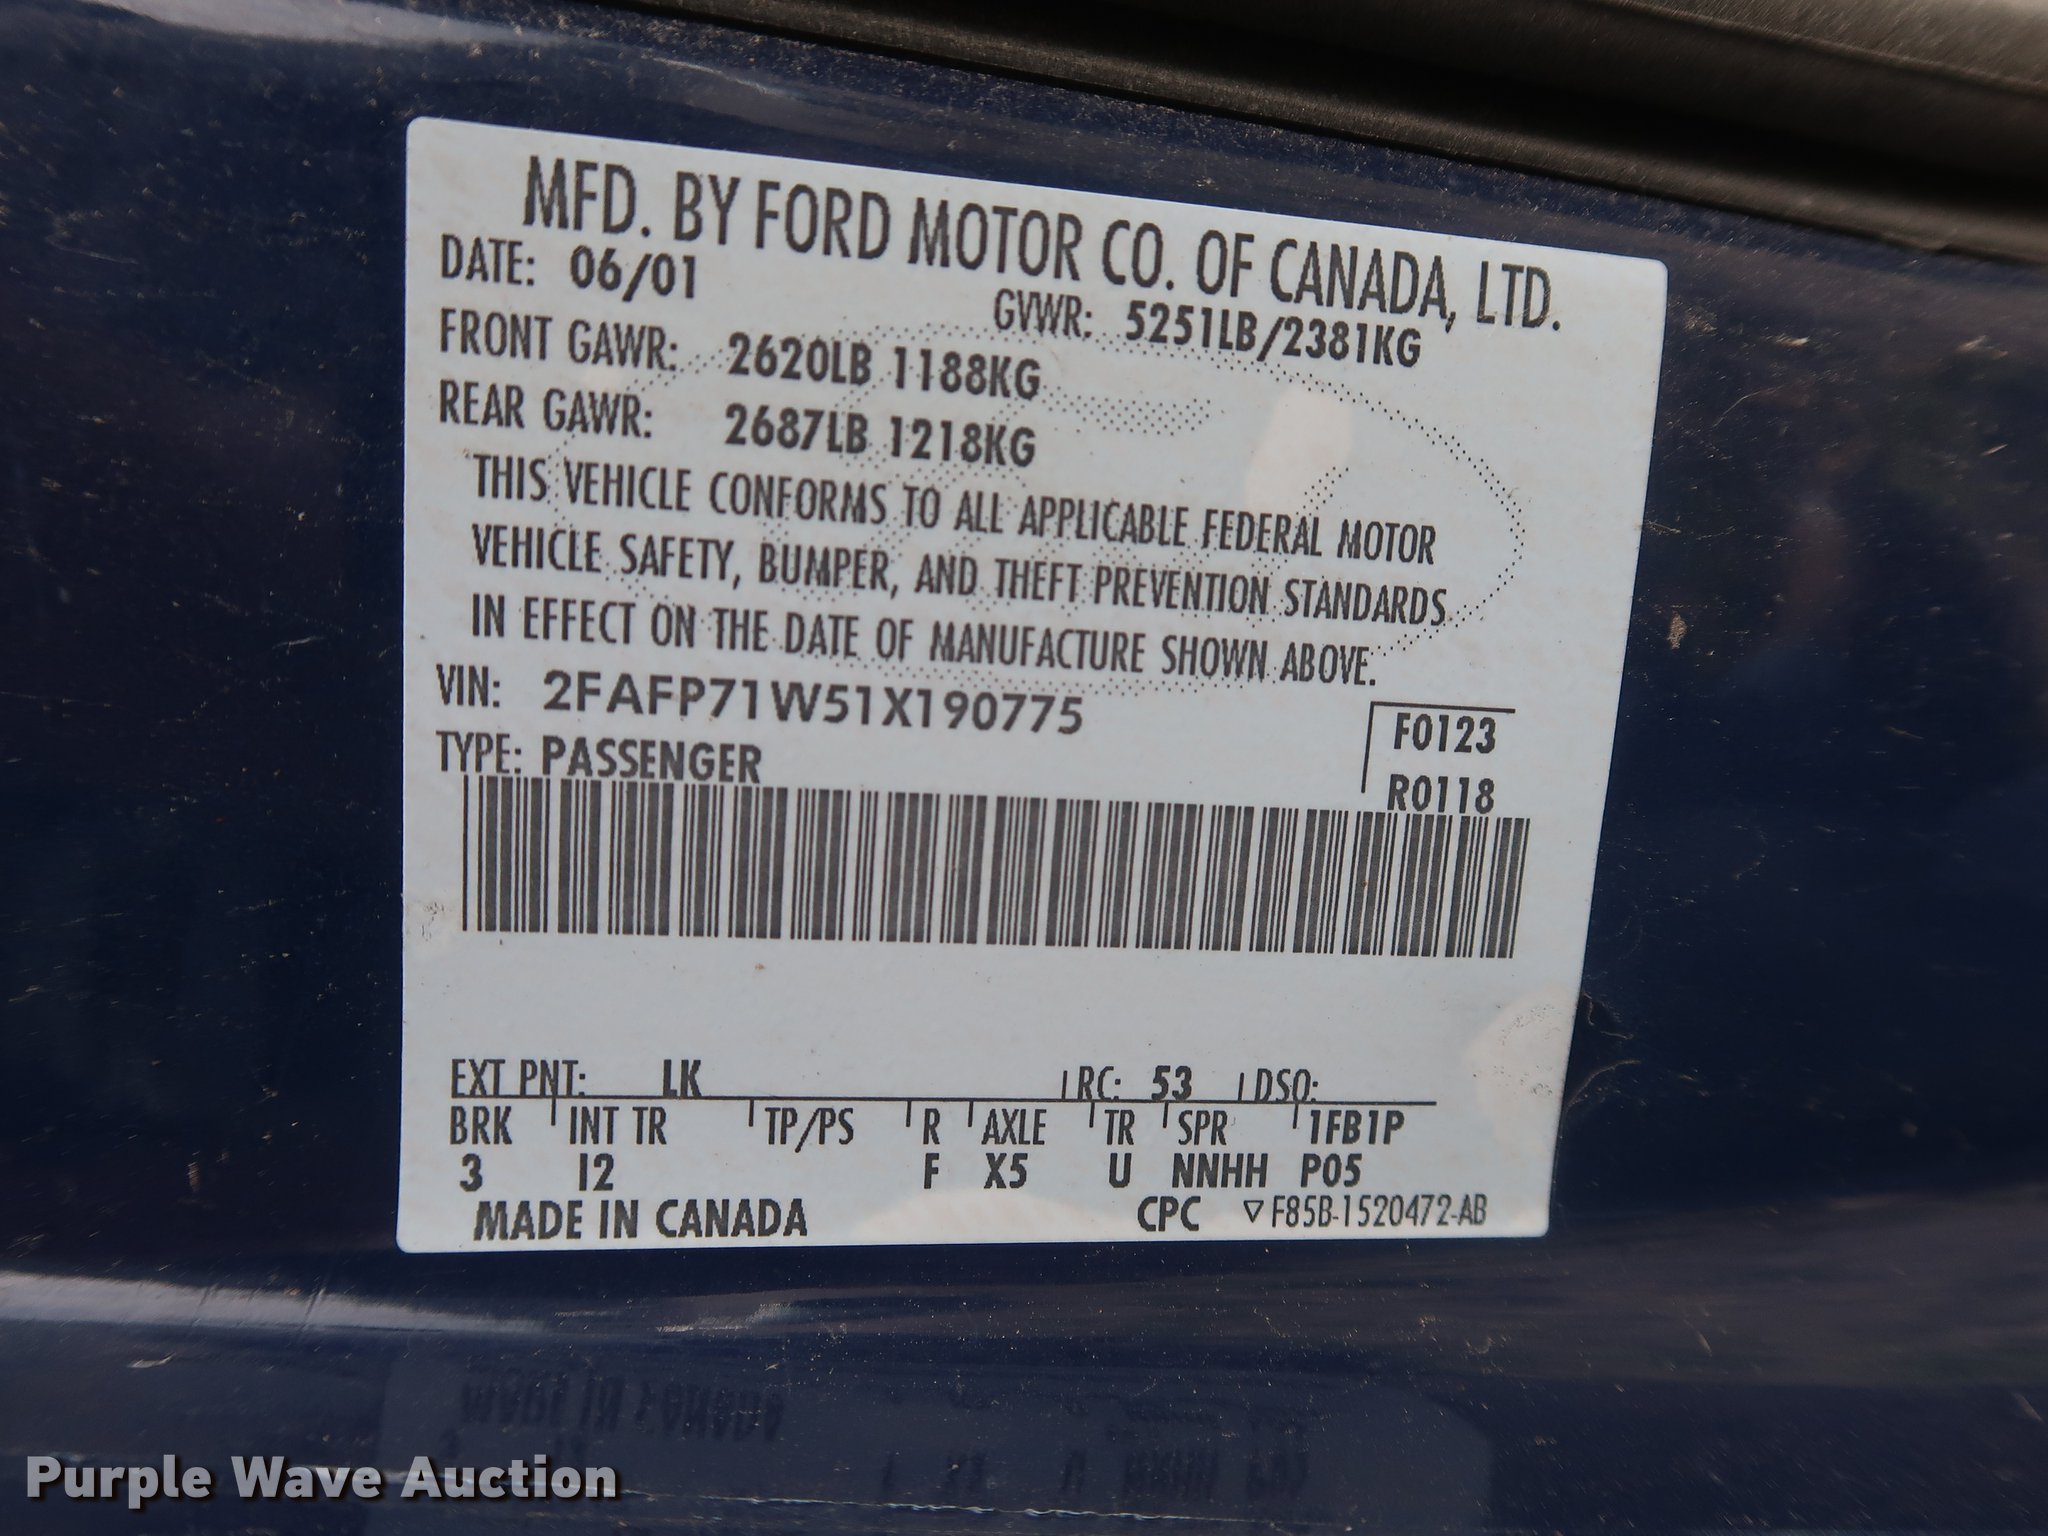 MFD. BY FORD MOTOR CO. OF CANADA, LTD.
DATE: 06/01
GVWR: 5251LB/2381KG
FRONT GAWR: 2620LB 1188KG
REAR GAWR: 2687LB 1218KG
THIS VEHICLE CONFORMS TO ALL APPLICABLE FEDERAL MOTOR
VEHICLE SAFETY, BUMPER, AND THEFT PREVENTION STANDARDS
IN EFFECT ON THE DATE OF MANUFACTURE SHOWN ABOVE.
VIN: 2FAFP71W51X190775
F0123
TYPE: PASSENGER
R0118
EXT PNT: LK RC: 53 DSO:
BRK INT TR TP/PS R AXLE TR SPR 1FB1P
3 I2 F X5 U NNHH P05
MADE IN CANADA CPC ▽F85B-1520472-AB
Purple Wave Auction